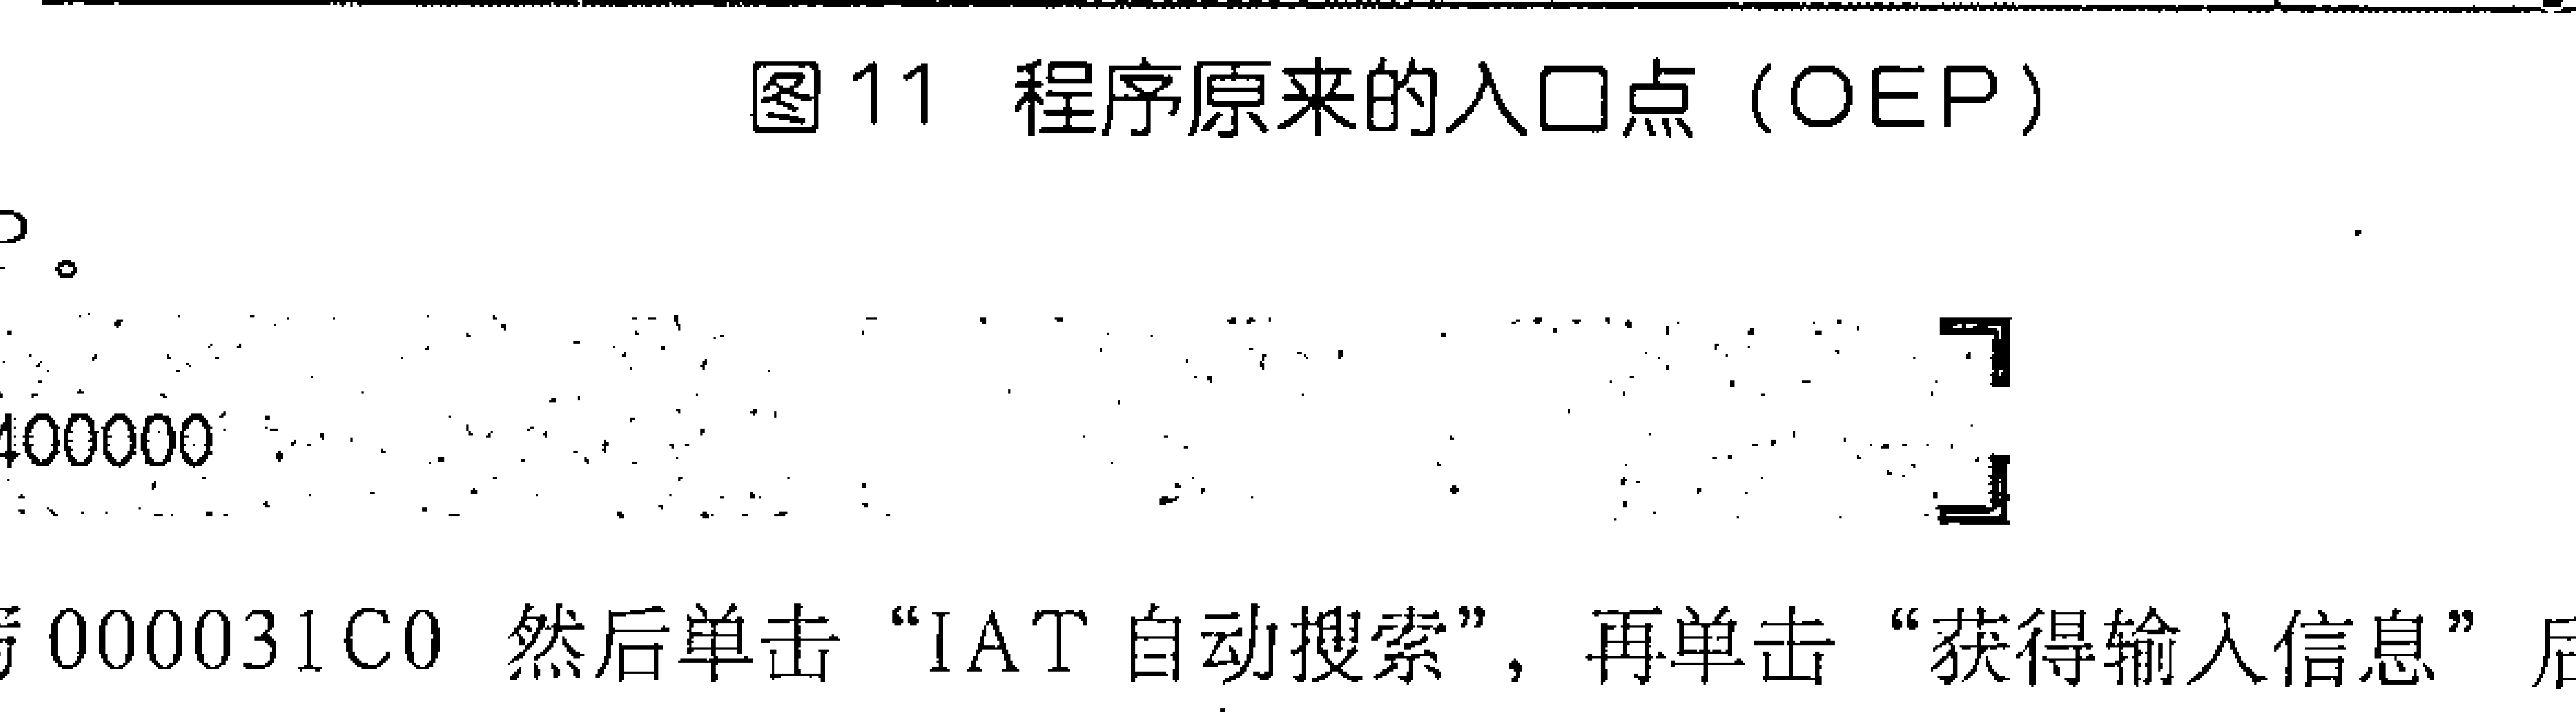 图 11 程序原来的入口点 (OEP)
P。
400000
000031C0 然后单击 “IAT 自动搜索”, 再单击 “获得输入信息” 后